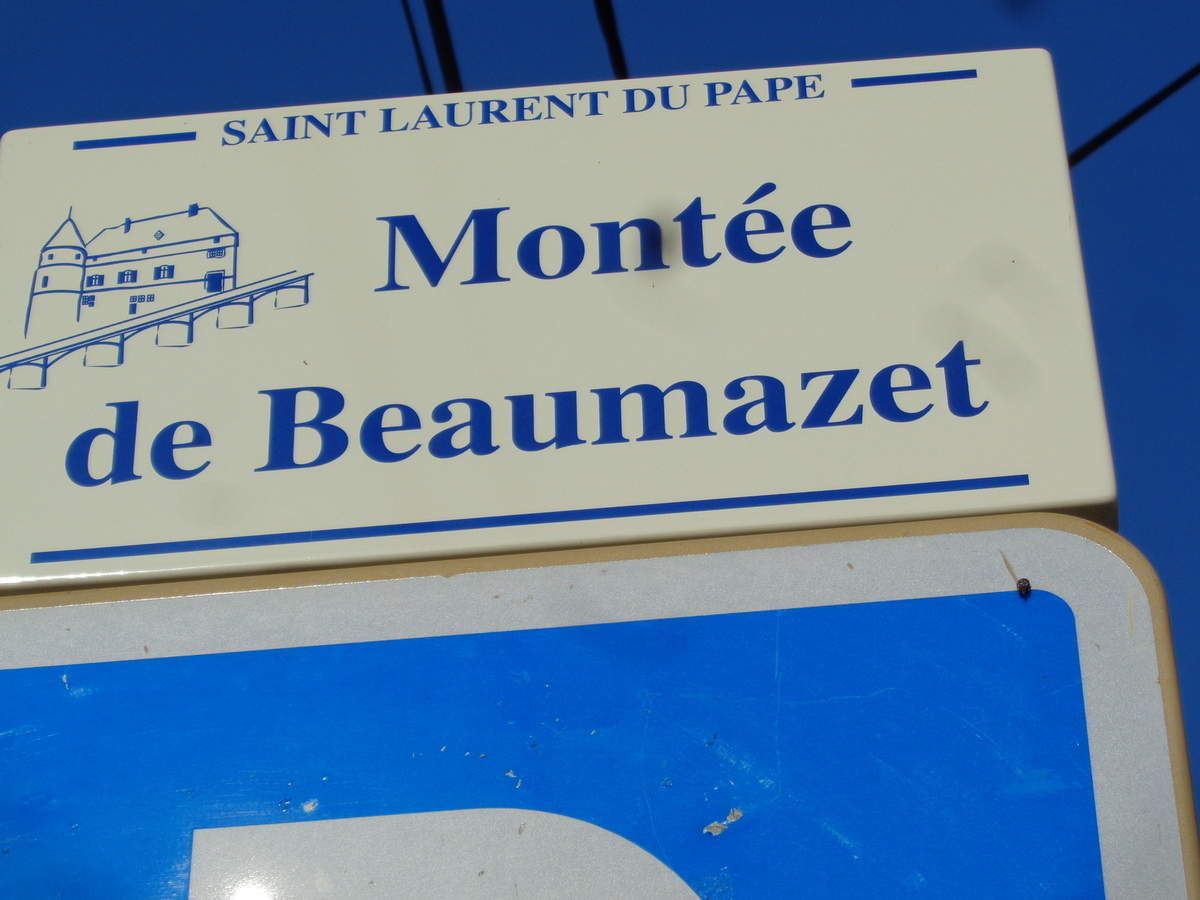 SAINT LAURENT DU PAPE
Montée
de Beaumazet